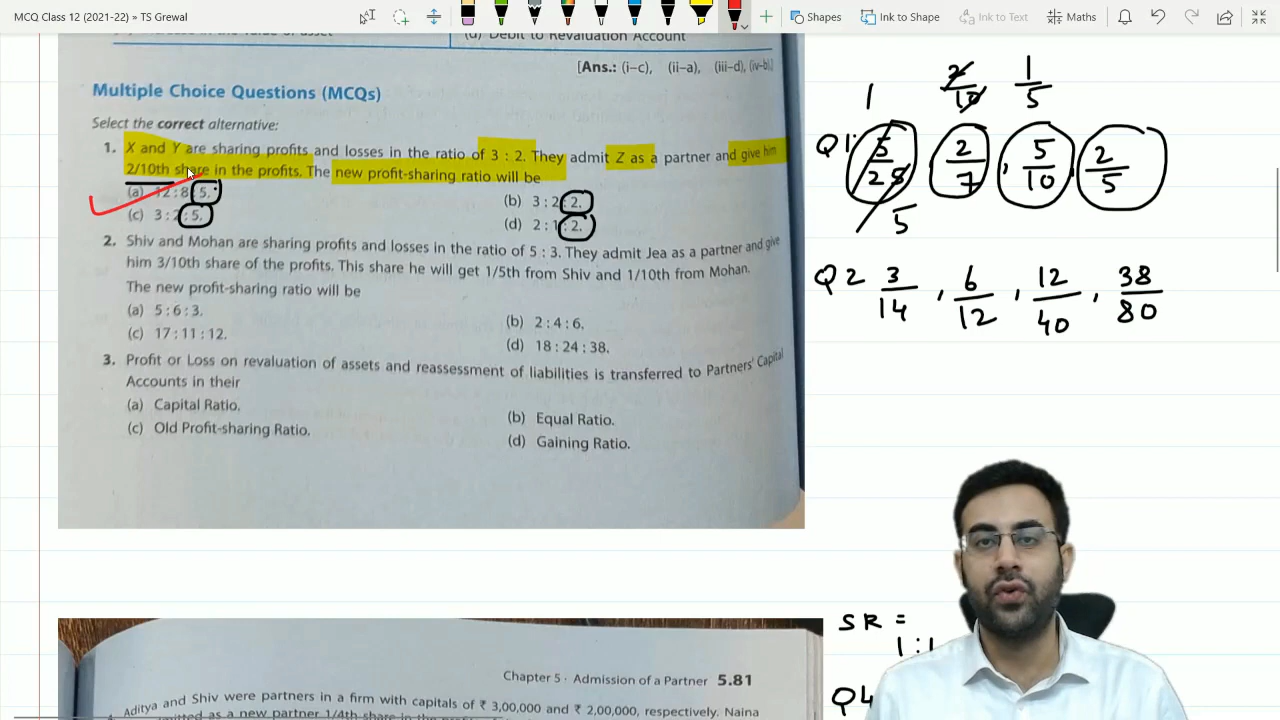 MCQ Class 12 (2021-22) » TS Grewal
Shapes
Ink to Shape
Ink to Text
Maths
(d) Debit to Revaluation Account
[Ans.: (i–c), (ii–a), (iii–d), (iv–b).]
Multiple Choice Questions (MCQs)
Select the correct alternative:
1. X and Y are sharing profits and losses in the ratio of 3 : 2. They admit Z as a partner and give him
2/10th share in the profits. The new profit-sharing ratio will be
(a) 12 : 8 : 5.
(b) 3 : 2 : 2.
(c) 3 : 2 : 5.
(d) 2 : 1 : 2.
2. Shiv and Mohan are sharing profits and losses in the ratio of 5 : 3. They admit Jea as a partner and give
him 3/10th share of the profits. This share he will get 1/5th from Shiv and 1/10th from Mohan.
The new profit-sharing ratio will be
(a) 5 : 6 : 3.
(b) 2 : 4 : 6.
(c) 17 : 11 : 12.
(d) 18 : 24 : 38.
3. Profit or Loss on revaluation of assets and reassessment of liabilities is transferred to Partners' Capital
Accounts in their
(a) Capital Ratio.
(b) Equal Ratio.
(c) Old Profit-sharing Ratio.
(d) Gaining Ratio.
1 2/10 1/5
Q1 5/25 2/7 , 5/10 2/5
5
Q2 3/14 , 6/12 , 12/40 , 38/80
SR =
1:1
Q4
Chapter 5 · Admission of a Partner 5.81
Aditya and Shiv were partners in a firm with capitals of ₹ 3,00,000 and ₹ 2,00,000, respectively. Naina
as a new partner 1/4th share in the